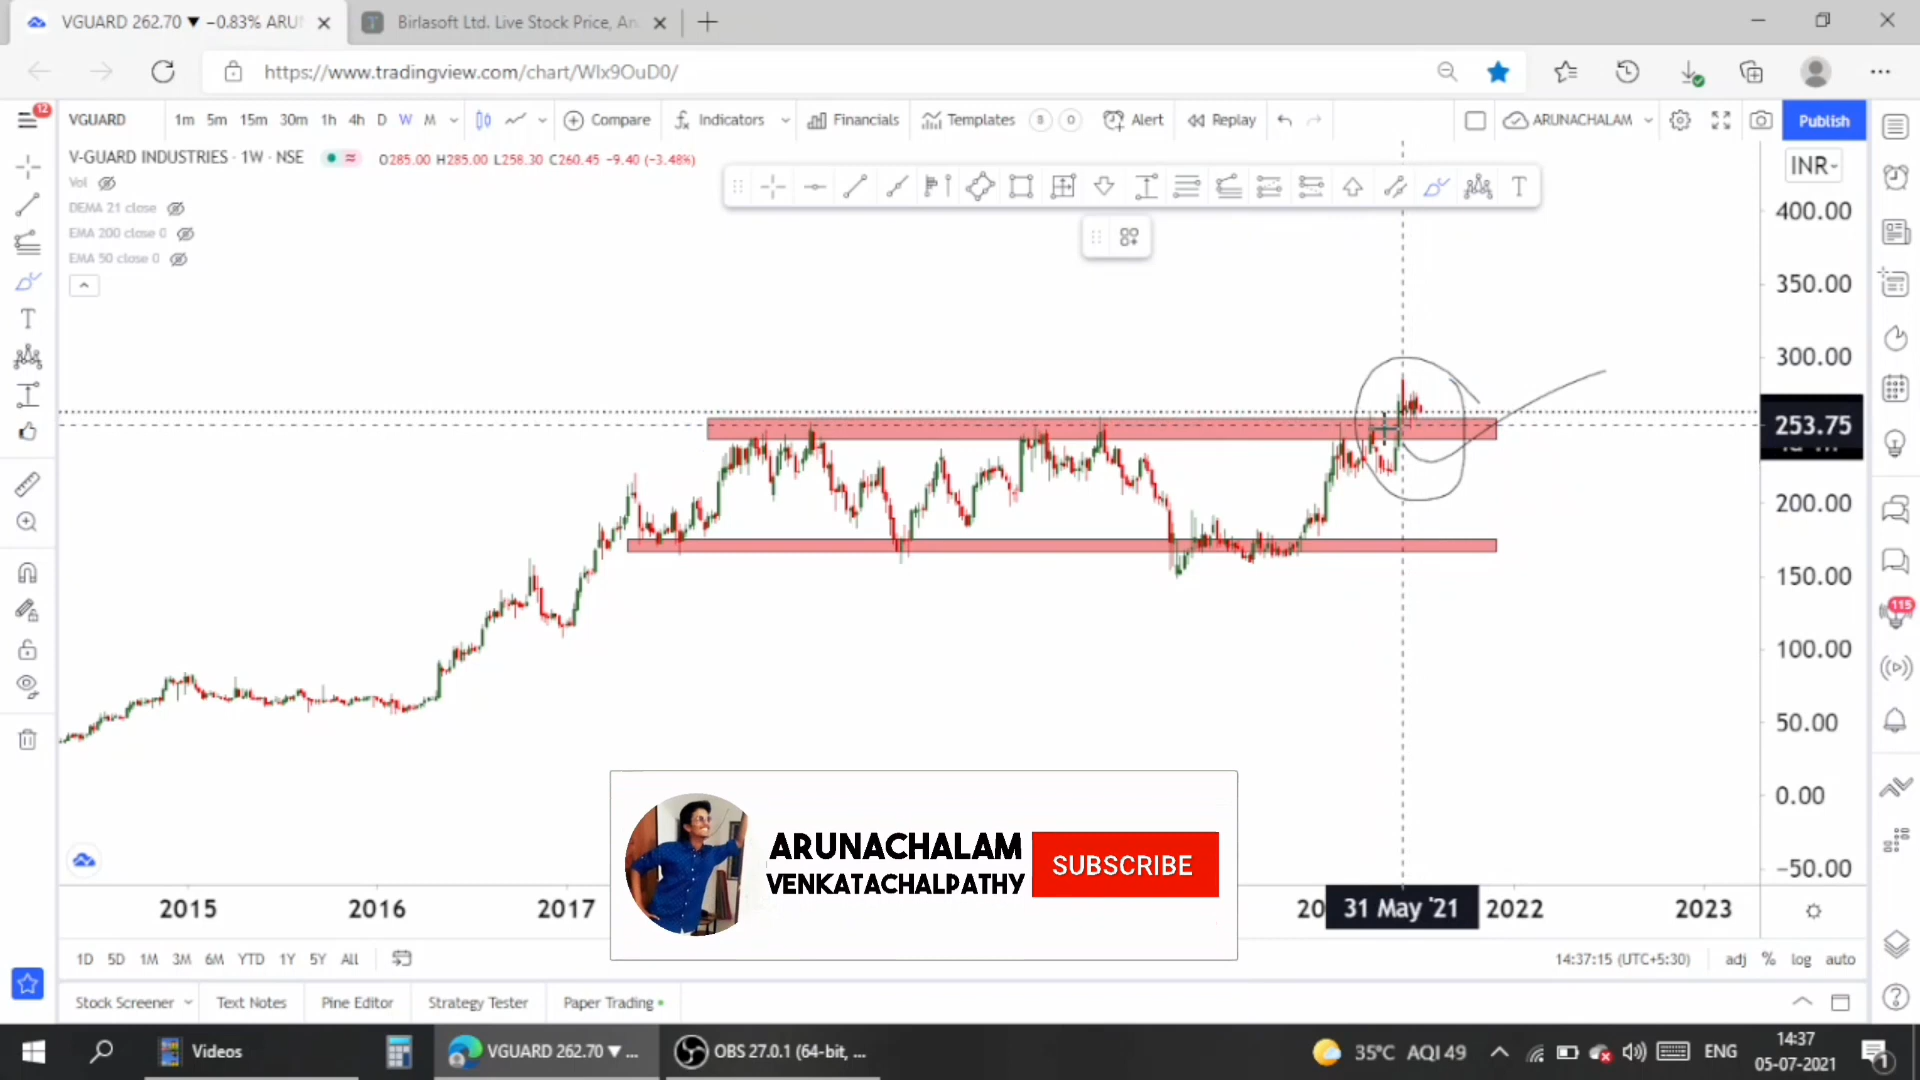 VGUARD 262.70 ▼ −0.83% ARU
Birlasoft Ltd. Live Stock Price, An
https://www.tradingview.com/chart/WIx9OuD0/
12
VGUARD 1m 5m 15m 30m 1h 4h D W M Compare Indicators Financials Templates 8 0 Alert Replay ARUNACHALAM Publish
V-GUARD INDUSTRIES · 1W · NSE O285.00 H285.00 L258.30 C260.45 −9.40 (−3.48%)
INR
Vol
DEMA 21 close
EMA 200 close 0
EMA 50 close 0
400.00
350.00
300.00
253.75
200.00
150.00
115
100.00
50.00
0.00
−50.00
ARUNACHALAM
VENKATACHALPATHY
SUBSCRIBE
2015 2016 2017 20 31 May '21 2022 2023
1D 5D 1M 3M 6M YTD 1Y 5Y All 14:37:15 (UTC+5:30) adj % log auto
Stock Screener Text Notes Pine Editor Strategy Tester Paper Trading
Videos VGUARD 262.70 ▼ ... OBS 27.0.1 (64-bit, ... 35°C AQI 49 ENG
14:37
05-07-2021
1